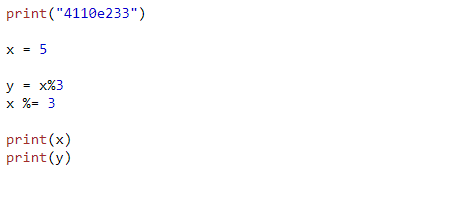 print("4110e233")
x = 5
y = x%3
x %= 3
print(x)
print(y)